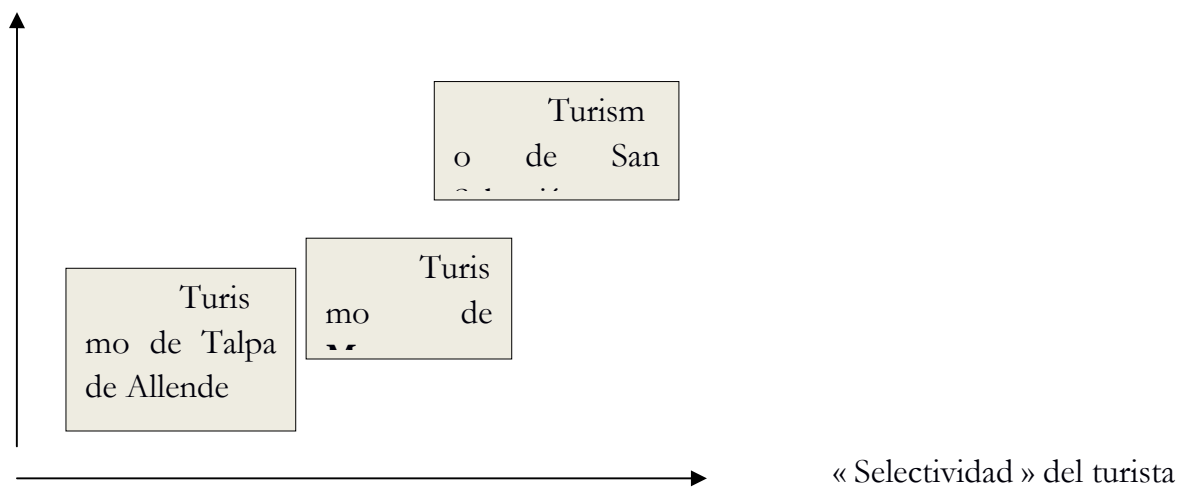 Turism
o de San
Turis
mo de
Turis
mo de Talpa
de Allende
« Selectividad » del turista